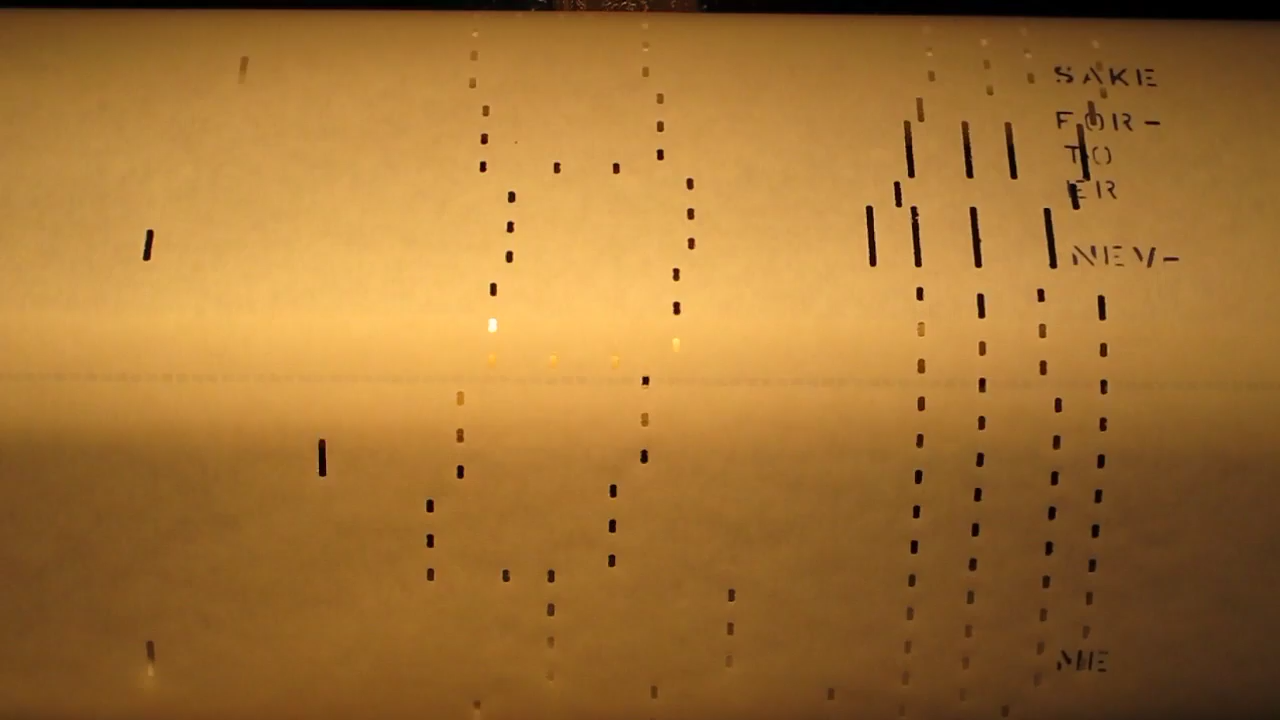 SAKE
FOR-
TO
ER
NEV-
ME